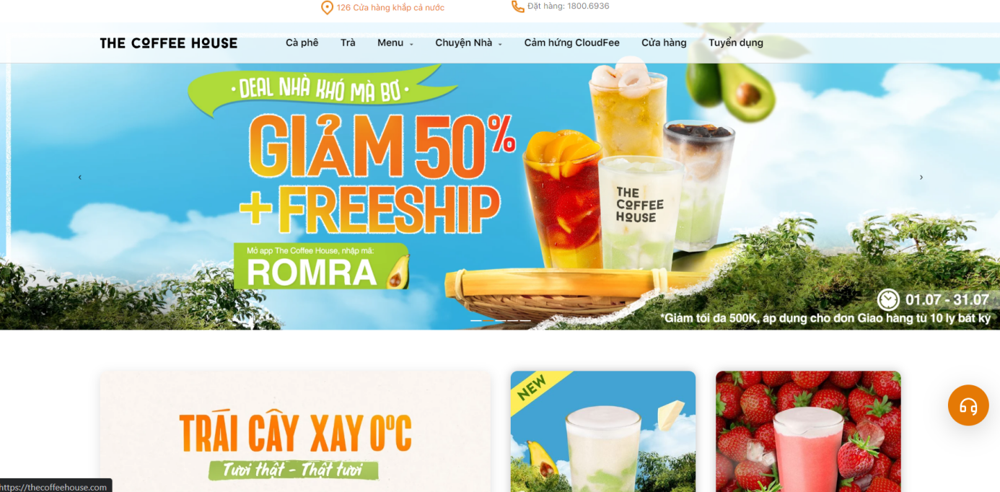 126 Cửa hàng khắp cả nước
Đặt hàng: 1800.6936
THE COFFEE HOUSE
Cà phê
Trà
Menu
Chuyện Nhà
Cảm hứng CloudFee
Cửa hàng
Tuyển dụng
• DEAL NHÀ KHÓ MÀ BƠ •
GIẢM 50%
+FREESHIP
Mở app The Coffee House, nhập mã:
ROMRA
THE
COFFEE
HOUSE
01.07 - 31.07
*Giảm tối đa 500K, áp dụng cho đơn Giao hàng từ 10 ly bất kỳ
TRÁI CÂY XAY 0°C
Tươi thật - Thật tươi
NEW
https://thecoffeehouse.com